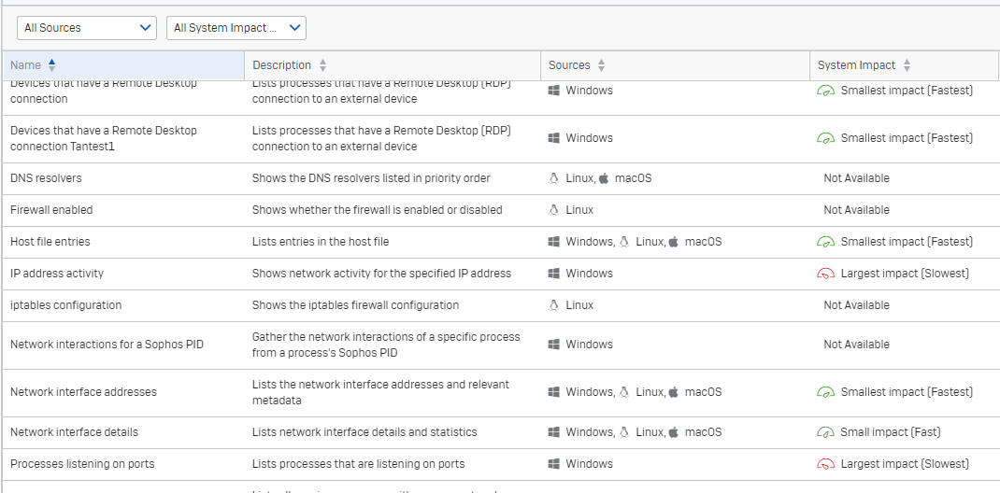 All Sources All System Impact ...
Name Description Sources System Impact
Devices that have a Remote Desktop Lists processes that have a Remote Desktop (RDP)
connection connection to an external device Windows Smallest impact (Fastest)
Devices that have a Remote Desktop Lists processes that have a Remote Desktop (RDP)
connection Tantest1 connection to an external device Windows Smallest impact (Fastest)
DNS resolvers Shows the DNS resolvers listed in priority order Linux, macOS Not Available
Firewall enabled Shows whether the firewall is enabled or disabled Linux Not Available
Host file entries Lists entries in the host file Windows, Linux, macOS Smallest impact (Fastest)
IP address activity Shows network activity for the specified IP address Windows Largest impact (Slowest)
iptables configuration Shows the iptables firewall configuration Linux Not Available
Network interactions for a Sophos PID Gather the network interactions of a specific process
from a process's Sophos PID Windows Not Available
Network interface addresses Lists the network interface addresses and relevant
metadata Windows, Linux, macOS Smallest impact (Fastest)
Network interface details Lists network interface details and statistics Windows, Linux, macOS Small impact (Fast)
Processes listening on ports Lists processes that are listening on ports Windows Largest impact (Slowest)